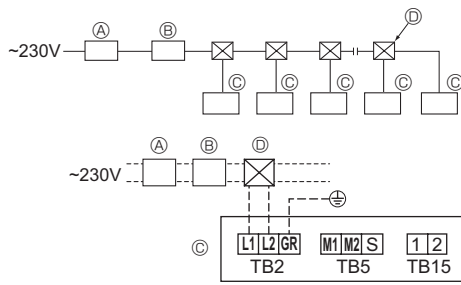 Ⓐ Ⓑ Ⓓ
~230V
Ⓒ Ⓒ Ⓒ Ⓒ Ⓒ
Ⓐ Ⓑ Ⓓ
~230V
Ⓒ L1 L2 GR M1 M2 S 1 2
TB2 TB5 TB15